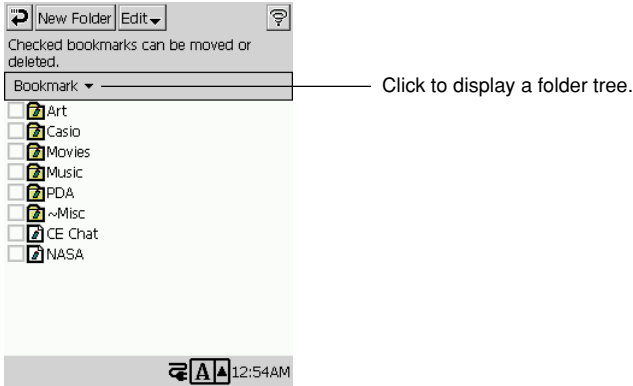 New Folder Edit
Checked bookmarks can be moved or
deleted.
Bookmark
Click to display a folder tree.
Art
Casio
Movies
Music
PDA
~Misc
CE Chat
NASA
A 12:54AM